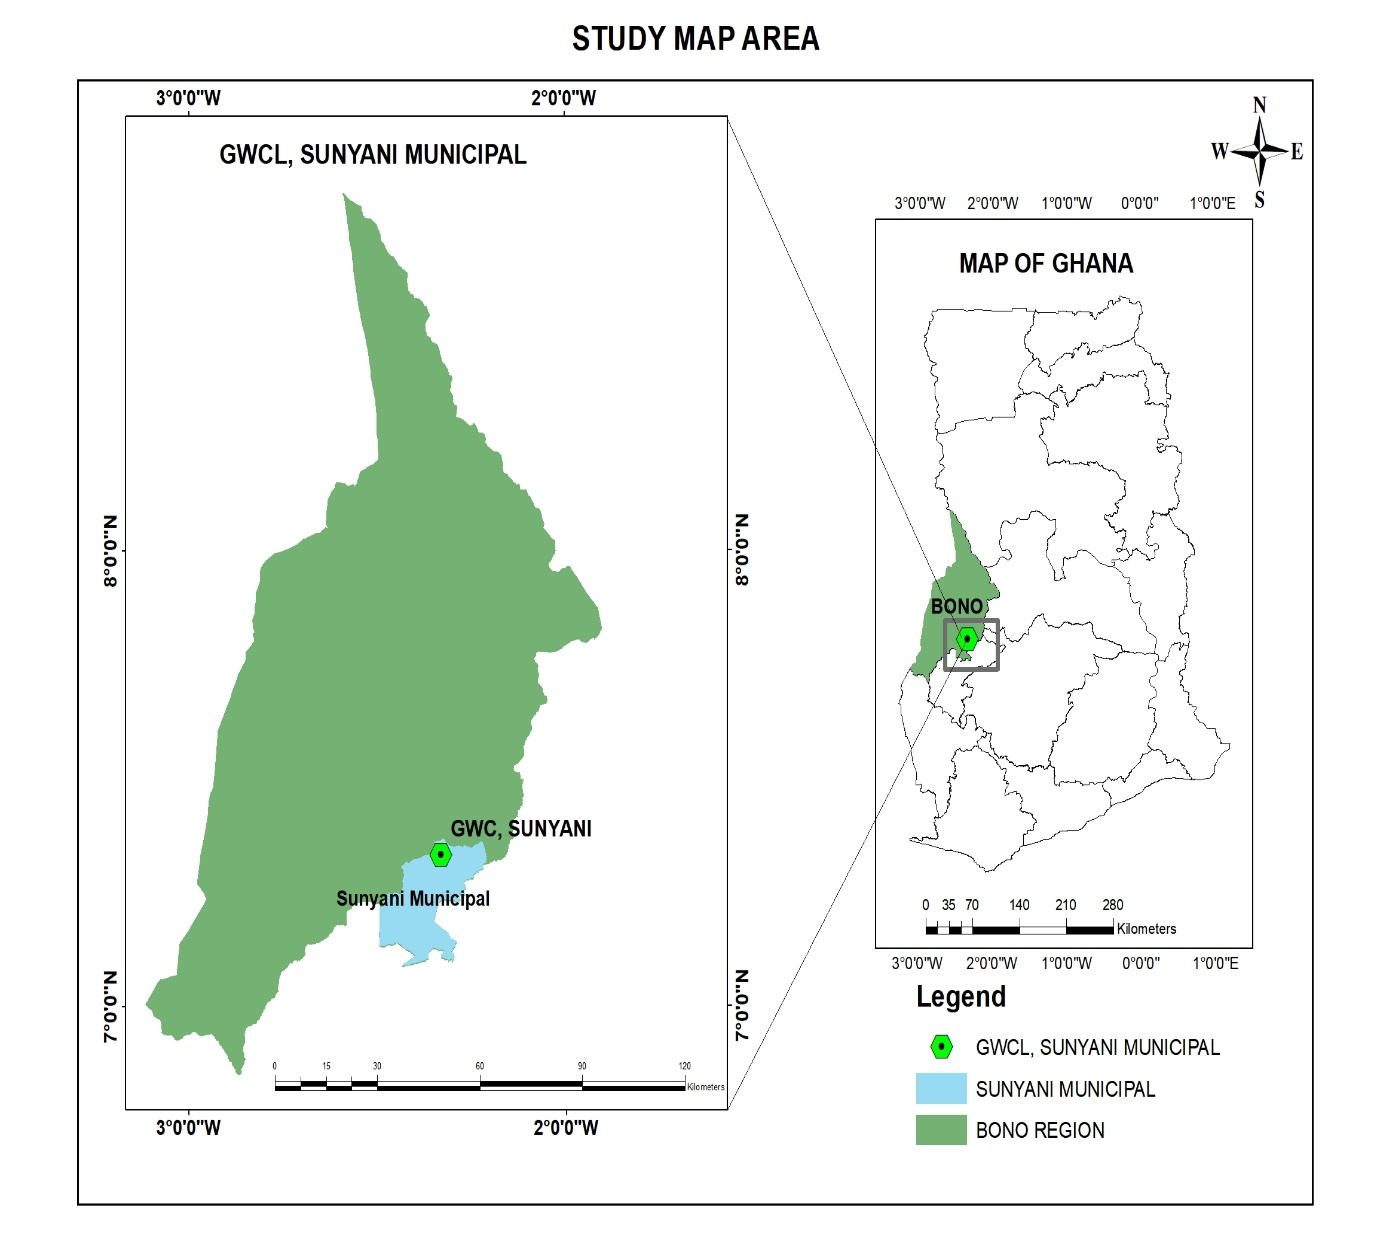 STUDY MAP AREA
3°0'0"W 2°0'0"W
GWCL, SUNYANI MUNICIPAL
8°0'0"N
8°0'0"N
GWC, SUNYANI
Sunyani Municipal
7°0'0"N
7°0'0"N
0 15 30 60 90 120
Kilometers
3°0'0"W 2°0'0"W
N
W E
S
3°0'0"W 2°0'0"W 1°0'0"W 0°0'0" 1°0'0"E
MAP OF GHANA
BONO
0 35 70 140 210 280
Kilometers
3°0'0"W 2°0'0"W 1°0'0"W 0°0'0" 1°0'0"E
Legend
GWCL, SUNYANI MUNICIPAL
SUNYANI MUNICIPAL
BONO REGION